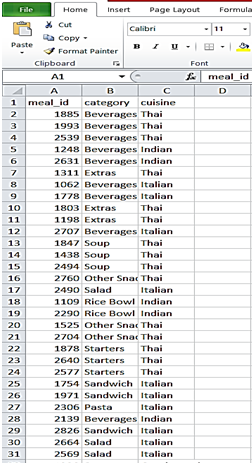 File Home Insert Page Layout Formula
Cut
Copy
Paste
Format Painter
Calibri 11
B I U
Clipboard Font
A1 fx meal_id
A B C D
1 meal_id category cuisine
2 1885 Beverages Thai
3 1993 Beverages Thai
4 2539 Beverages Thai
5 1248 Beverages Indian
6 2631 Beverages Indian
7 1311 Extras Thai
8 1062 Beverages Italian
9 1778 Beverages Italian
10 1803 Extras Thai
11 1198 Extras Thai
12 2707 Beverages Italian
13 1847 Soup Thai
14 1438 Soup Thai
15 2494 Soup Thai
16 2760 Other Snac Thai
17 2490 Salad Italian
18 1109 Rice Bowl Indian
19 2290 Rice Bowl Indian
20 1525 Other Snac Thai
21 2704 Other Snac Thai
22 1878 Starters Thai
23 2640 Starters Thai
24 2577 Starters Thai
25 1754 Sandwich Italian
26 1971 Sandwich Italian
27 2306 Pasta Italian
28 2139 Beverages Indian
29 2826 Sandwich Italian
30 2664 Salad Italian
31 2569 Salad Italian